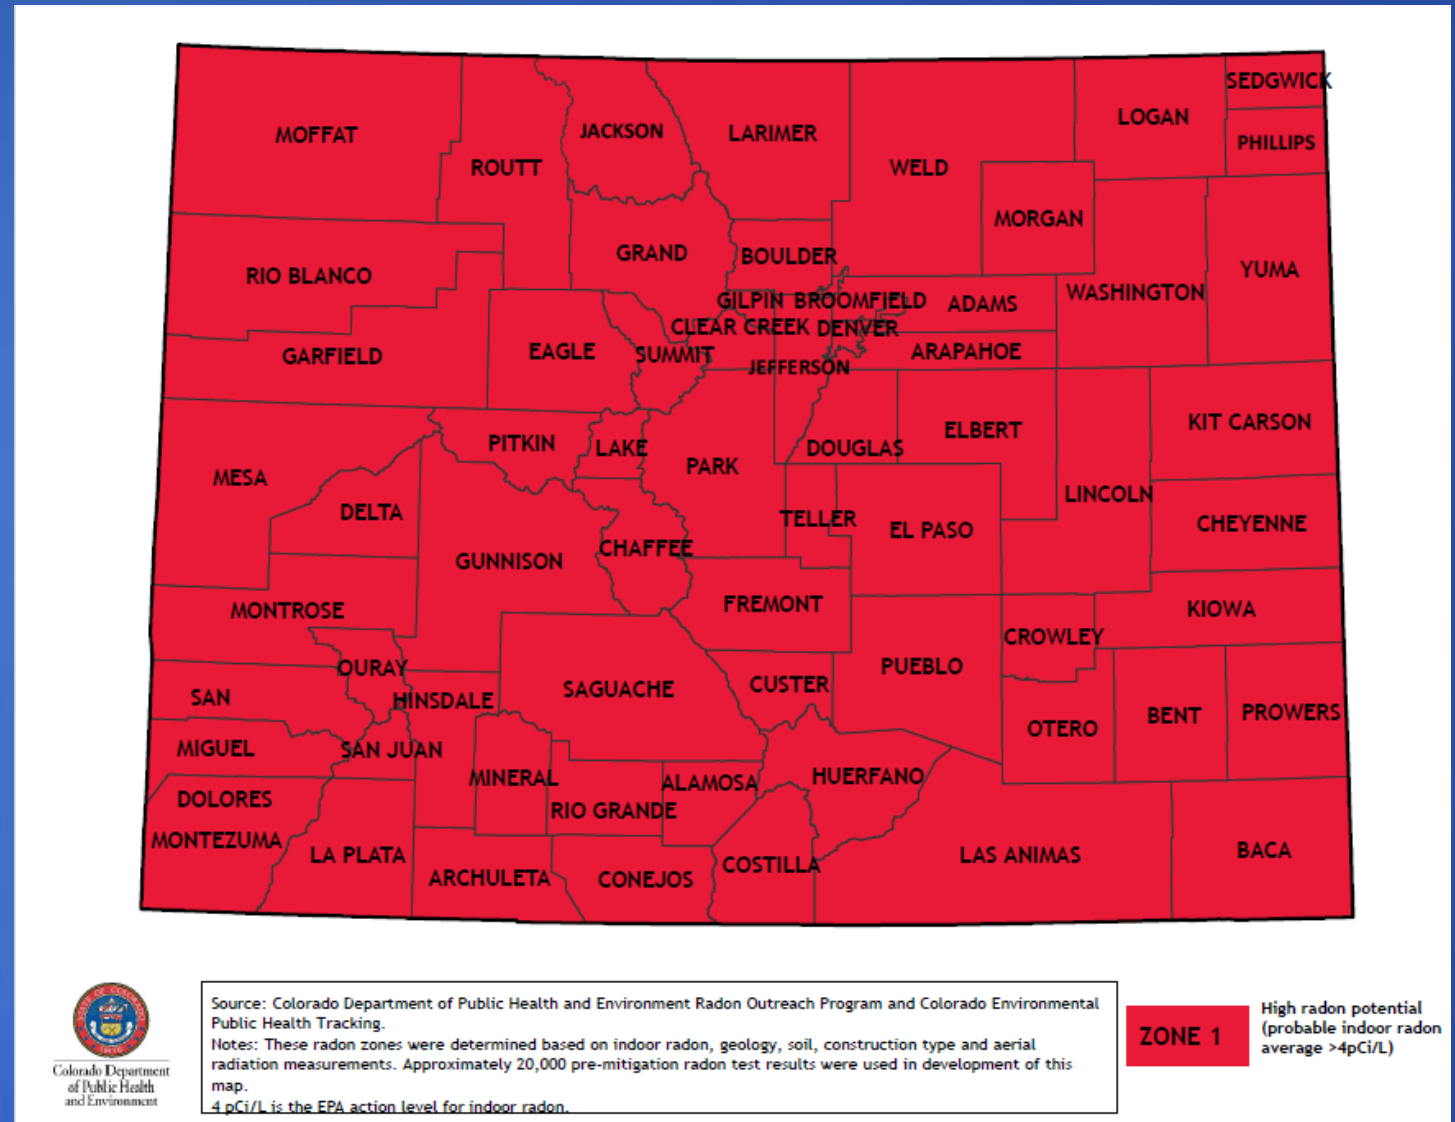 SEDGWICK
LOGAN
MOFFAT
JACKSON
LARIMER
PHILLIPS
ROUTT
WELD
MORGAN
GRAND
BOULDER
YUMA
RIO BLANCO
WASHINGTON
GILPIN BROOMFIELD ADAMS
CLEAR CREEK DENVER
GARFIELD
EAGLE
SUMMIT
ARAPAHOE
JEFFERSON
KIT CARSON
ELBERT
PITKIN
LAKE
DOUGLAS
PARK
MESA
LINCOLN
DELTA
TELLER
EL PASO
CHEYENNE
CHAFFEE
GUNNISON
FREMONT
MONTROSE
KIOWA
CROWLEY
OURAY
PUEBLO
CUSTER
SAGUACHE
SAN
HINSDALE
PROWERS
BENT
OTERO
MIGUEL
SAN JUAN
MINERAL
HUERFANO
ALAMOSA
DOLORES
RIO GRANDE
MONTEZUMA
LA PLATA
LAS ANIMAS
BACA
COSTILLA
ARCHULETA
CONEJOS
Source: Colorado Department of Public Health and Environment Radon Outreach Program and Colorado Environmental
Public Health Tracking.
Notes: These radon zones were determined based on indoor radon, geology, soil, construction type and aerial
radiation measurements. Approximately 20,000 pre-mitigation radon test results were used in development of this
map.
4 pCi/L is the EPA action level for indoor radon.
ZONE 1
High radon potential
(probable indoor radon
average >4pCi/L)
Colorado Department
of Public Health
and Environment